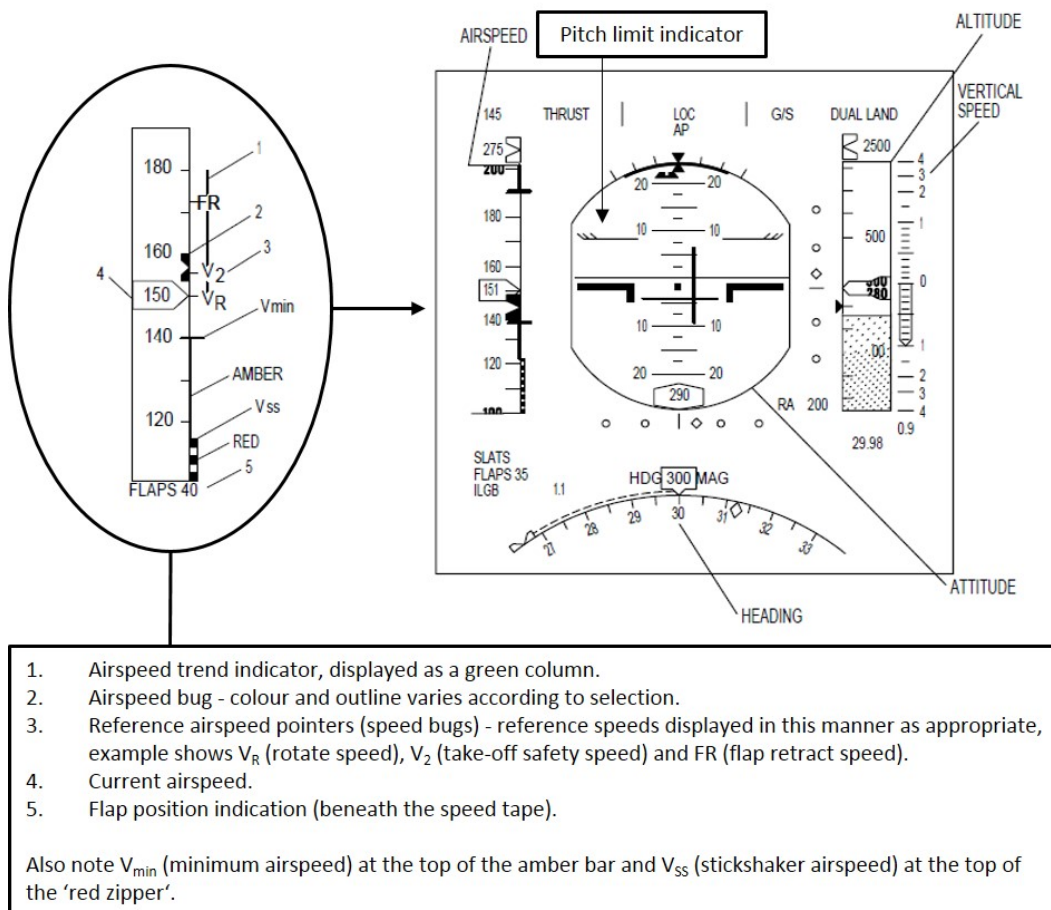 ALTITUDE
AIRSPEED
Pitch limit indicator
VERTICAL
SPEED
145 THRUST LOC G/S DUAL LAND
AP
275
2500
200
180
160
151
140
120
100
20 20
10 10
10 10
20 20
290
500
280
00
RA 200
4
3
2
1
0
1
2
3
4
0.9
29.98
SLATS
FLAPS 35
ILGB
1.1
HDG 300 MAG
27 28 29 30 31 32 33
ATTITUDE
HEADING
180
1
FR
2
160
V2
3
4
150
VR
Vmin
140
AMBER
120
Vss
RED
5
FLAPS 40
1. Airspeed trend indicator, displayed as a green column.
2. Airspeed bug - colour and outline varies according to selection.
3. Reference airspeed pointers (speed bugs) - reference speeds displayed in this manner as appropriate,
example shows VR (rotate speed), V2 (take-off safety speed) and FR (flap retract speed).
4. Current airspeed.
5. Flap position indication (beneath the speed tape).
Also note Vmin (minimum airspeed) at the top of the amber bar and VSS (stickshaker airspeed) at the top of
the ‘red zipper‘.